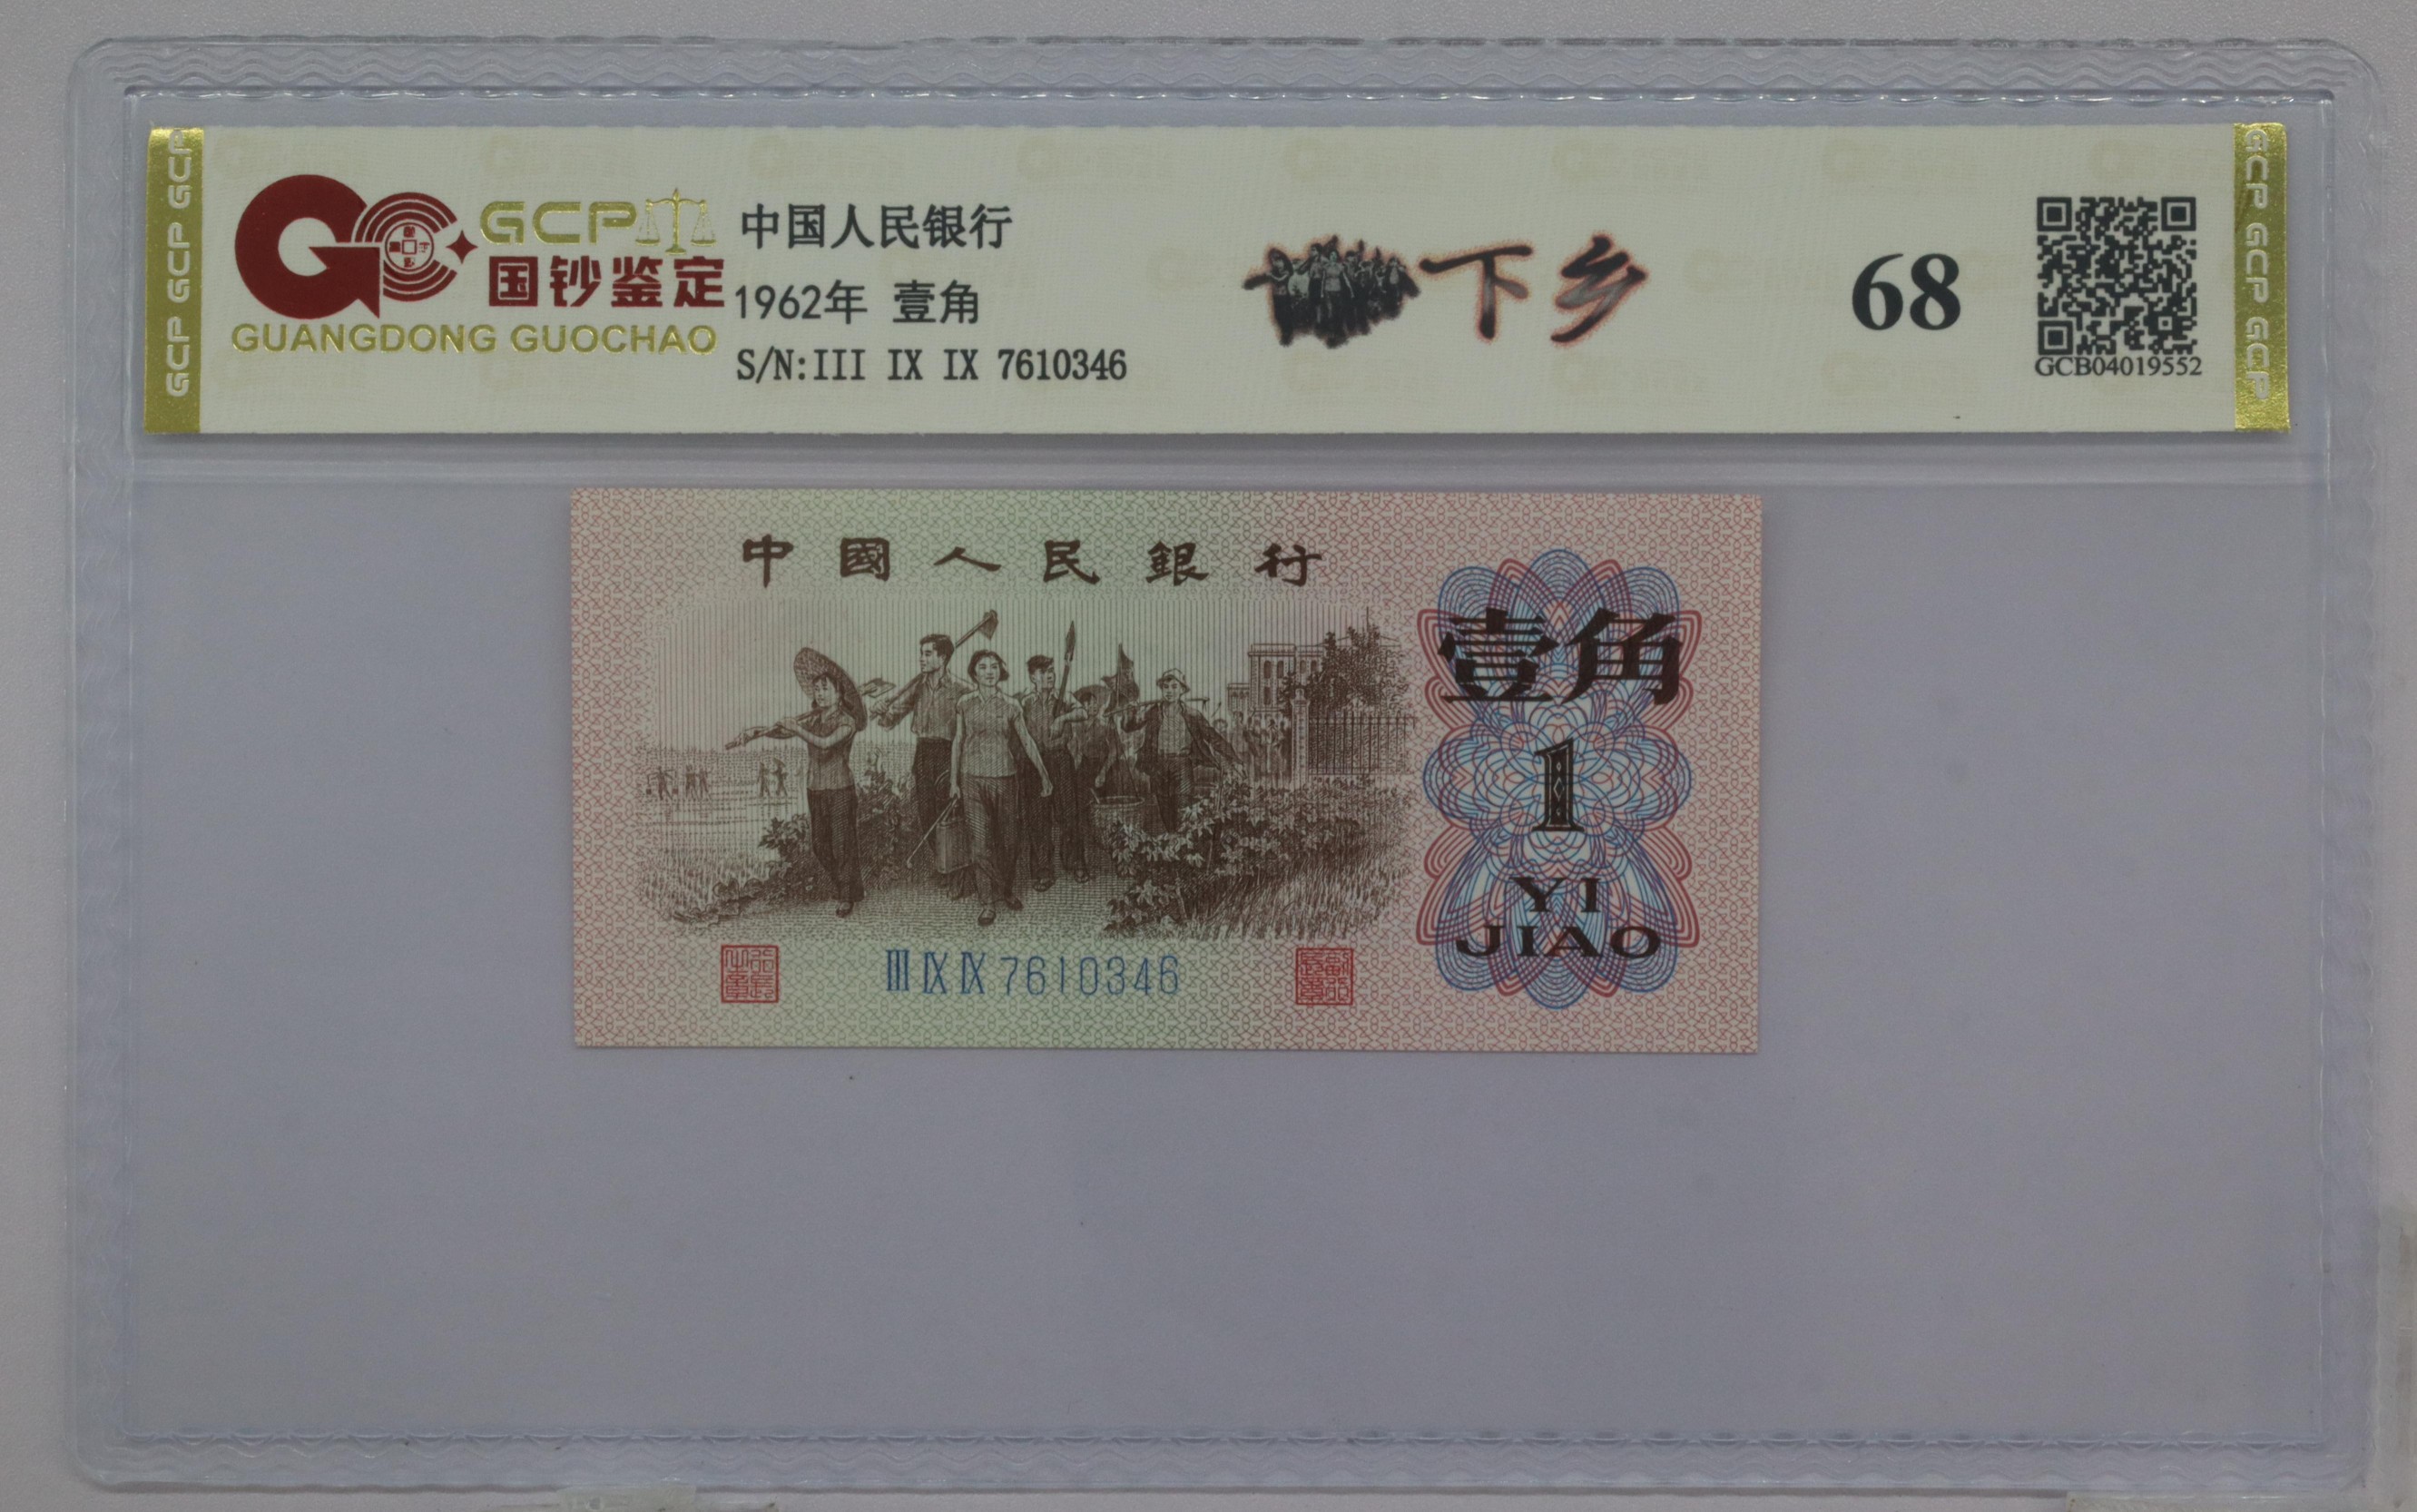 GCP GCP GCP
GCP
国钞鉴定
GUANGDONG GUOCHAO
中国人民银行
1962年 壹角
S/N:III IX IX 7610346
下乡
68
GCB04019552
GCP GCP GCP
中國人民銀行
壹角
1
YI
JIAO
III IX IX 7610346